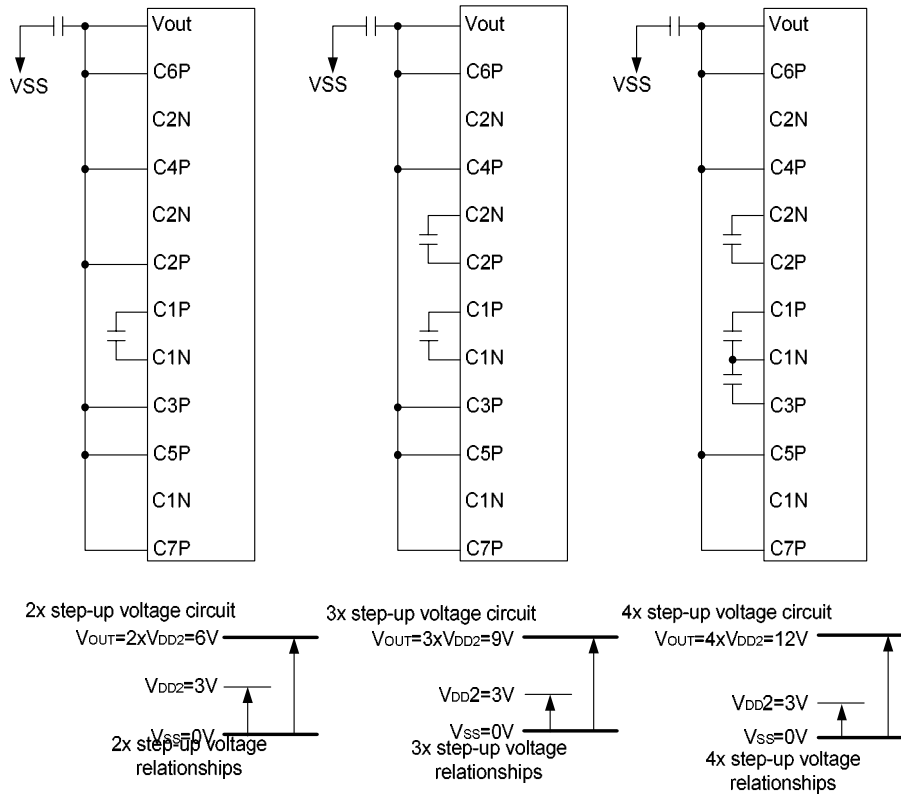 Vout
VSS
C6P
C2N
C4P
C2N
C2P
C1P
C1N
C3P
C5P
C1N
C7P
2x step-up voltage circuit
VOUT=2xVDD2=6V
VDD2=3V
VSS=0V
2x step-up voltage
relationships
Vout
VSS
C6P
C2N
C4P
C2N
C2P
C1P
C1N
C3P
C5P
C1N
C7P
3x step-up voltage circuit
VOUT=3xVDD2=9V
VDD2=3V
VSS=0V
3x step-up voltage
relationships
Vout
VSS
C6P
C2N
C4P
C2N
C2P
C1P
C1N
C3P
C5P
C1N
C7P
4x step-up voltage circuit
VOUT=4xVDD2=12V
VDD2=3V
VSS=0V
4x step-up voltage
relationships